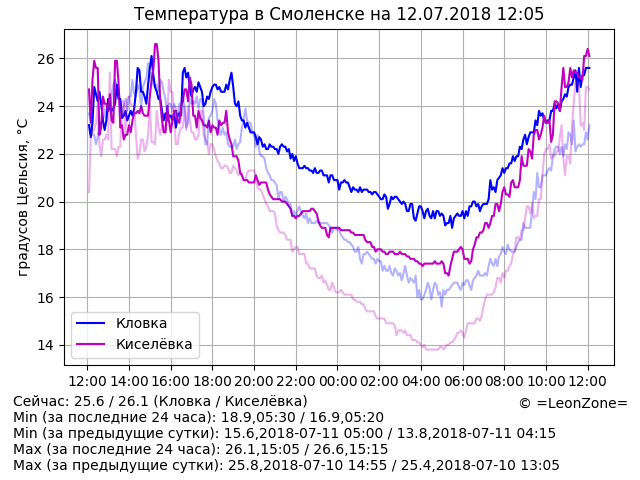 Температура в Смоленске на 12.07.2018 12:05
градусов Цельсия, °C
26
24
22
20
18
16
14
Кловка
Киселёвка
12:00 14:00 16:00 18:00 20:00 22:00 00:00 02:00 04:00 06:00 08:00 10:00 12:00
Сейчас: 25.6 / 26.1 (Кловка / Киселёвка)
© =LeonZone=
Min (за последние 24 часа): 18.9,05:30 / 16.9,05:20
Min (за предыдущие сутки): 15.6,2018-07-11 05:00 / 13.8,2018-07-11 04:15
Max (за последние 24 часа): 26.1,15:05 / 26.6,15:15
Max (за предыдущие сутки): 25.8,2018-07-10 14:55 / 25.4,2018-07-10 13:05